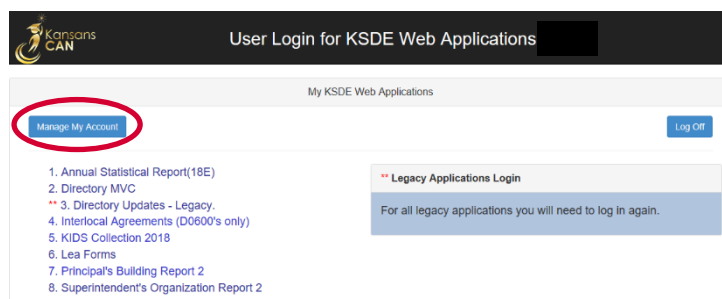 Kansans
CAN
User Login for KSDE Web Applications
My KSDE Web Applications
Manage My Account
Log Off
1. Annual Statistical Report(18E)
2. Directory MVC
** 3. Directory Updates - Legacy.
4. Interlocal Agreements (D0600's only)
5. KIDS Collection 2018
6. Lea Forms
7. Principal's Building Report 2
8. Superintendent's Organization Report 2
** Legacy Applications Login
For all legacy applications you will need to log in again.